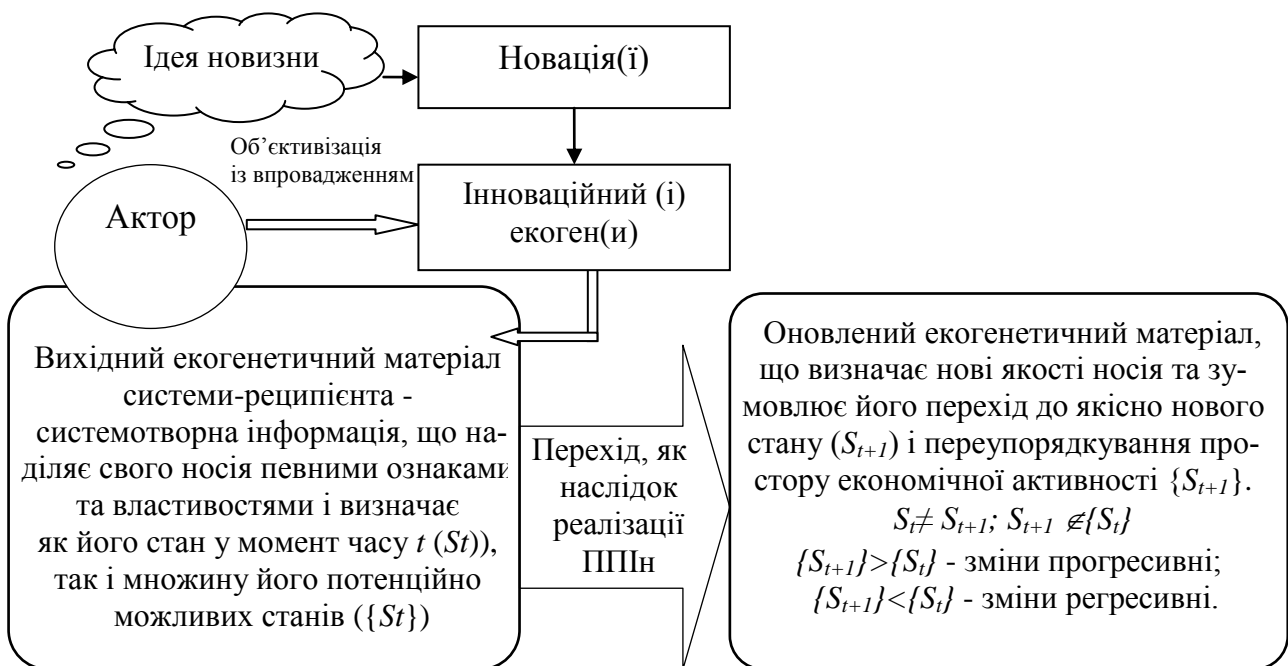 Ідея новизни
Новація(ї)
Об’єктивізація
із впровадженням
Актор
Інноваційний (і)
екоген(и)
Вихідний екогенетичний матеріал
системи-реципієнта -
системотворна інформація, що на-
діляє свого носія певними ознаками
та властивостями і визначає
як його стан у момент часу t (St)),
так і множину його потенційно
можливих станів ({St})
Перехід, як
наслідок
реалізації
ППІн
Оновлений екогенетичний матеріал,
що визначає нові якості носія та зу-
мовлює його перехід до якісно нового
стану (St+1) і переупорядкування про-
стору економічної активності {St+1}.
St≠ St+1; St+1 ∉{St}
{St+1}>{St} - зміни прогресивні;
{St+1}<{St} - зміни регресивні.